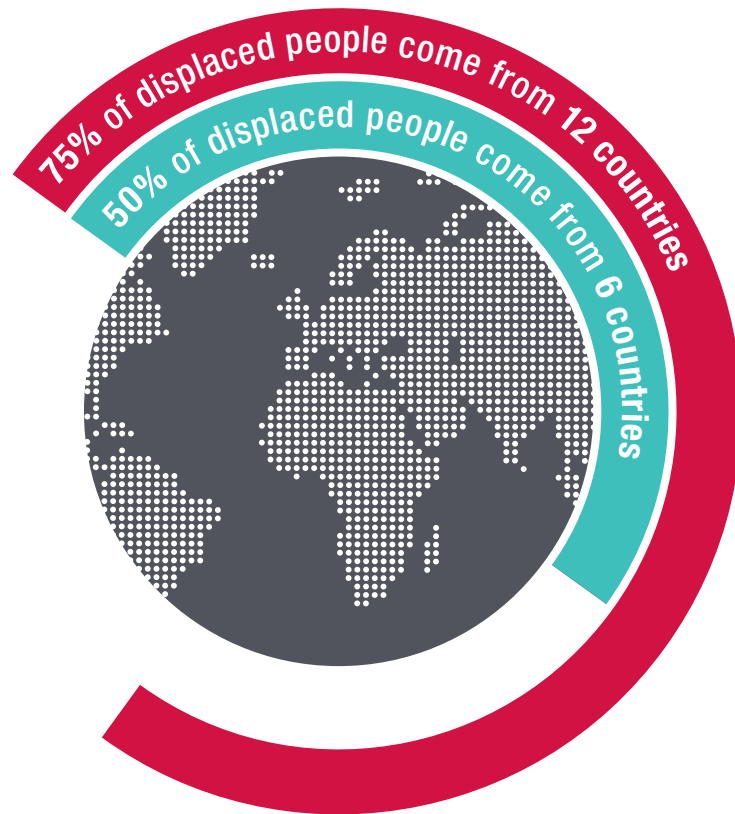 75% of displaced people come from 12 countries
50% of displaced people come from 6 countries